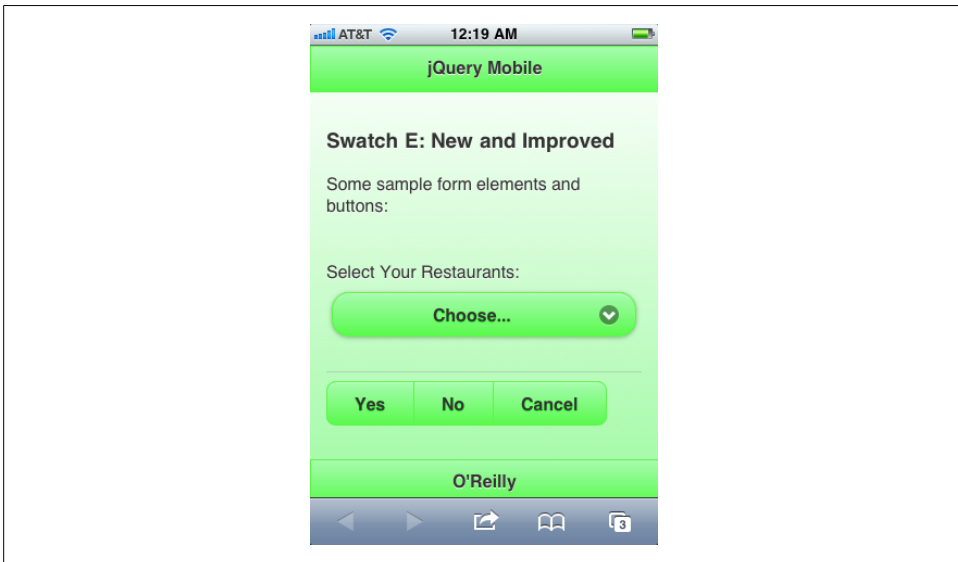 AT&T 12:19 AM
jQuery Mobile
Swatch E: New and Improved
Some sample form elements and
buttons:
Select Your Restaurants:
Choose...
Yes No Cancel
O'Reilly
3